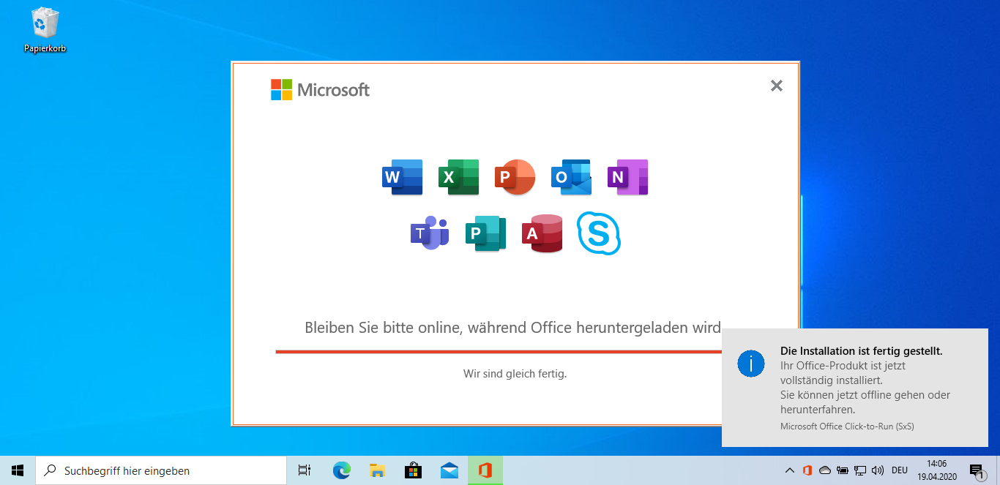 Papierkorb
Microsoft
W X P O N
T P A S
Bleiben Sie bitte online, während Office heruntergeladen wird
Wir sind gleich fertig.
i
Die Installation ist fertig gestellt.
Ihr Office-Produkt ist jetzt
vollständig installiert.
Sie können jetzt offline gehen oder
herunterfahren.
Microsoft Office Click-to-Run (SxS)
Suchbegriff hier eingeben
DEU
14:06
19.04.2020
1